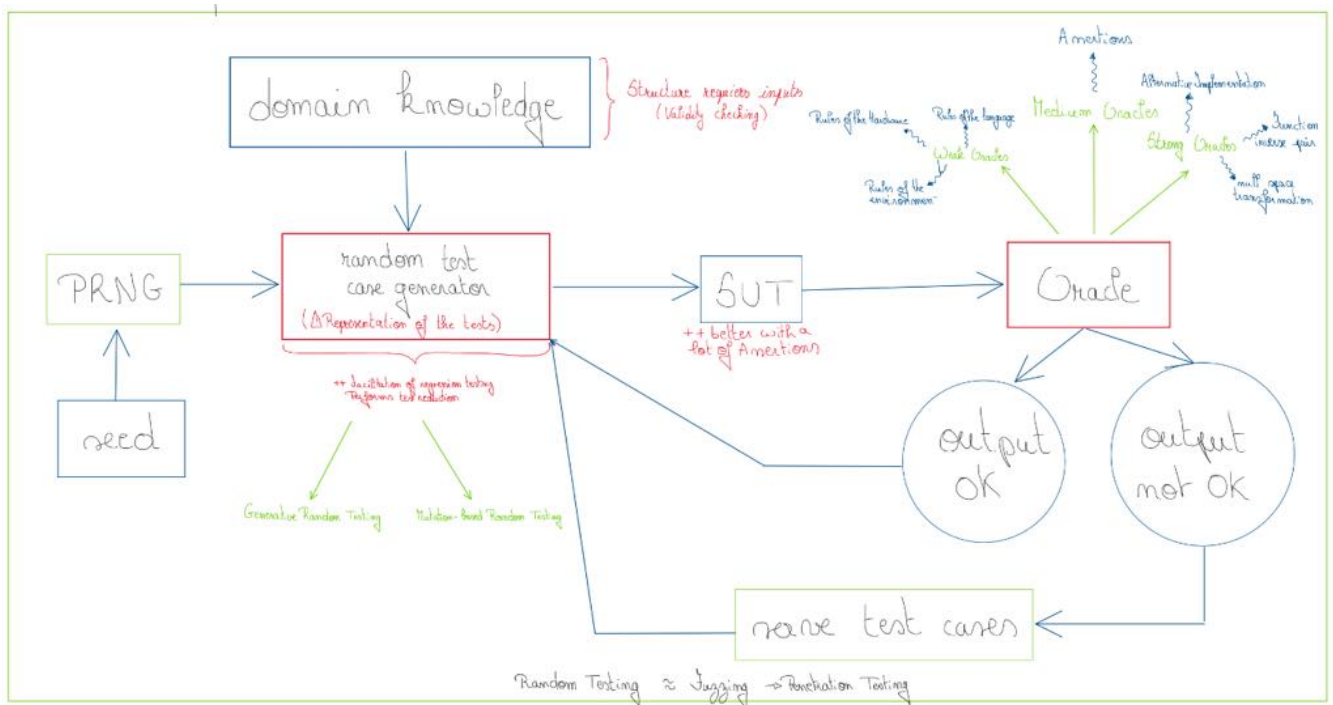 domain knowledge
Structure requiers inputs
(Validity checking)
Assertions
Alternative Implementation
Rules of the Hardware
Rules of the language
Medium Oracles
Function
inverse pair
Weak Oracles
Strong Oracles
Rules of the
environment
null space
transformation
PRNG
random test
case generator
(Δ Representation of the tests)
SUT
++ better with a
lot of Assertions
Oracle
++ Facilitation of regression testing
Performs test reduction
seed
output
OK
output
not OK
Generative Random Testing
Mutation-based Random Testing
save test cases
Random Testing ≈ Fuzzing → Penetration Testing